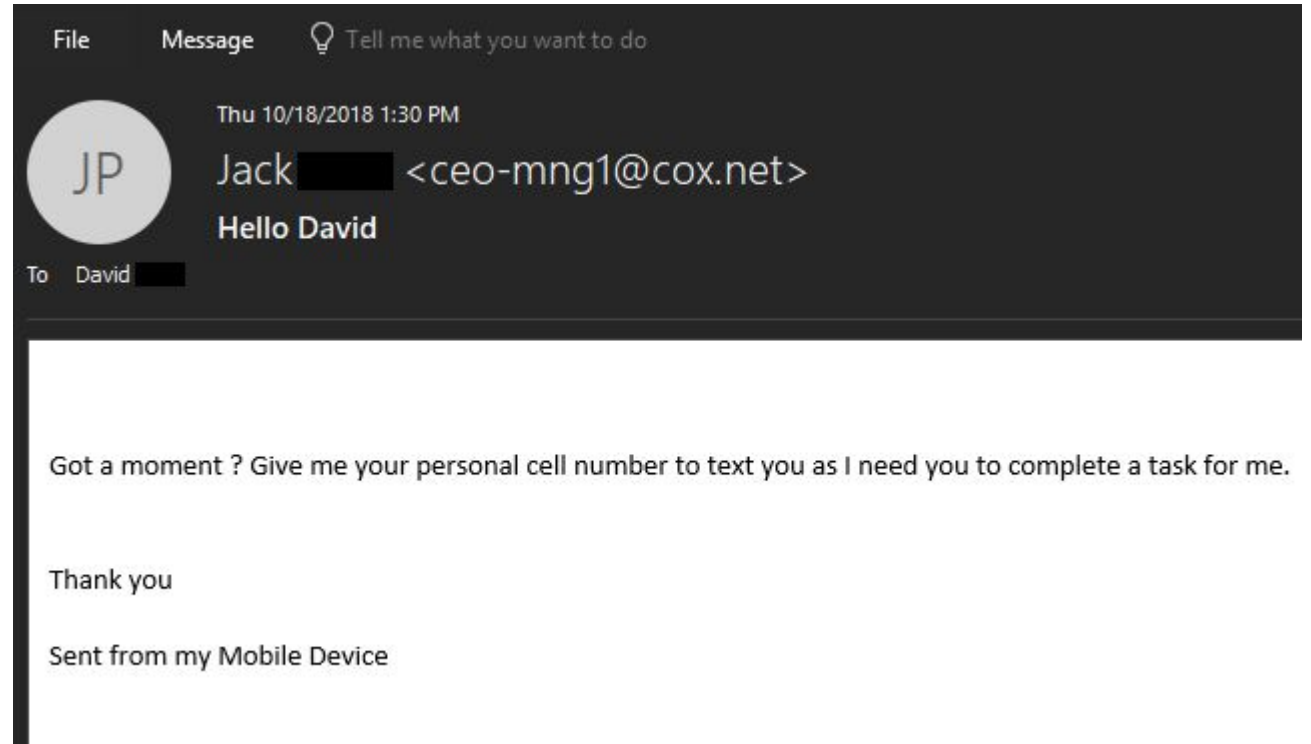 File Message Tell me what you want to do
Thu 10/18/2018 1:30 PM
JP
Jack <ceo-mng1@cox.net>
Hello David
To David
Got a moment ? Give me your personal cell number to text you as I need you to complete a task for me.
Thank you
Sent from my Mobile Device